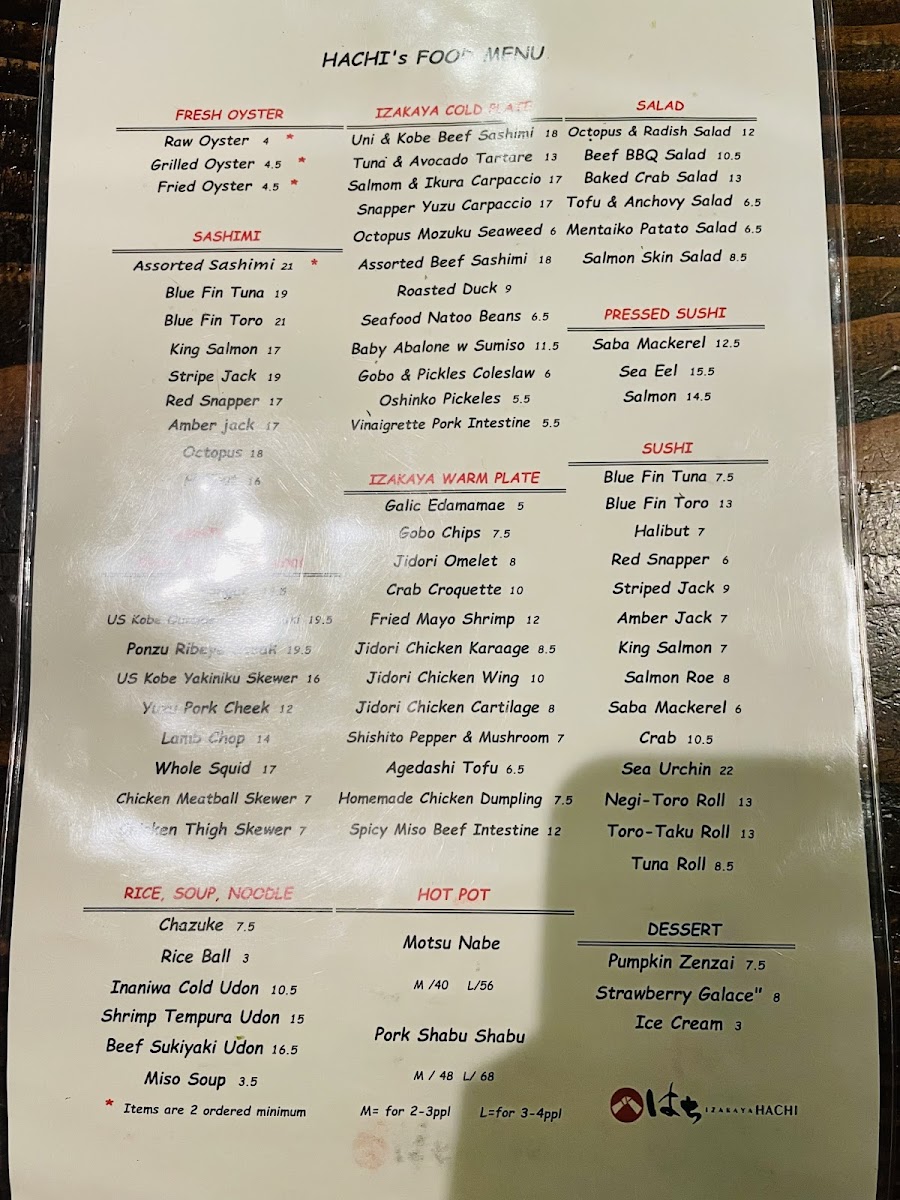 HACHI's FOOD MENU
FRESH OYSTER
Raw Oyster 4 *
Grilled Oyster 4.5 *
Fried Oyster 4.5 *
SASHIMI
Assorted Sashimi 21 *
Blue Fin Tuna 19
Blue Fin Toro 21
King Salmon 17
Stripe Jack 19
Red Snapper 17
Amber jack 17
Octopus 18
16
19.5
US Kobe 19.5
Ponzu Ribeye Steak 19.5
US Kobe Yakiniku Skewer 16
Yuzu Pork Cheek 12
Lamb Chop 14
Whole Squid 17
Chicken Meatball Skewer 7
Chicken Thigh Skewer 7
RICE, SOUP, NOODLE
Chazuke 7.5
Rice Ball 3
Inaniwa Cold Udon 10.5
Shrimp Tempura Udon 15
Beef Sukiyaki Udon 16.5
Miso Soup 3.5
* Items are 2 ordered minimum
IZAKAYA COLD PLATE
Uni & Kobe Beef Sashimi 18
Tuna & Avocado Tartare 13
Salmom & Ikura Carpaccio 17
Snapper Yuzu Carpaccio 17
Octopus Mozuku Seaweed 6
Assorted Beef Sashimi 18
Roasted Duck 9
Seafood Natoo Beans 6.5
Baby Abalone w Sumiso 11.5
Gobo & Pickles Coleslaw 6
Oshinko Pickeles 5.5
Vinaigrette Pork Intestine 5.5
IZAKAYA WARM PLATE
Galic Edamamae 5
Gobo Chips 7.5
Jidori Omelet 8
Crab Croquette 10
Fried Mayo Shrimp 12
Jidori Chicken Karaage 8.5
Jidori Chicken Wing 10
Jidori Chicken Cartilage 8
Shishito Pepper & Mushroom 7
Agedashi Tofu 6.5
Homemade Chicken Dumpling 7.5
Spicy Miso Beef Intestine 12
HOT POT
Motsu Nabe
M /40 L/56
Pork Shabu Shabu
M / 48 L/ 68
M= for 2-3ppl L=for 3-4ppl
SALAD
Octopus & Radish Salad 12
Beef BBQ Salad 10.5
Baked Crab Salad 13
Tofu & Anchovy Salad 6.5
Mentaiko Patato Salad 6.5
Salmon Skin Salad 8.5
PRESSED SUSHI
Saba Mackerel 12.5
Sea Eel 15.5
Salmon 14.5
SUSHI
Blue Fin Tuna 7.5
Blue Fin Toro 13
Halibut 7
Red Snapper 6
Striped Jack 9
Amber Jack 7
King Salmon 7
Salmon Roe 8
Saba Mackerel 6
Crab 10.5
Sea Urchin 22
Negi-Toro Roll 13
Toro-Taku Roll 13
Tuna Roll 8.5
DESSERT
Pumpkin Zenzai 7.5
Strawberry Galace" 8
Ice Cream 3
はち IZAKAYA HACHI